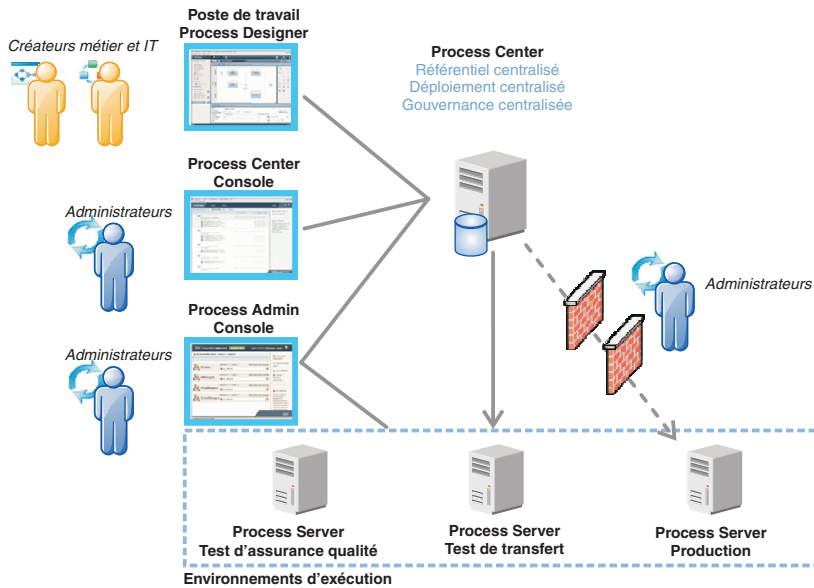 Créateurs métier et IT
Poste de travail
Process Designer
Process Center
Référentiel centralisé
Déploiement centralisé
Gouvernance centralisée
Process Center
Console
Administrateurs
Administrateurs
Process Admin
Console
Administrateurs
Process Server
Test d'assurance qualité
Process Server
Test de transfert
Process Server
Production
Environnements d'exécution